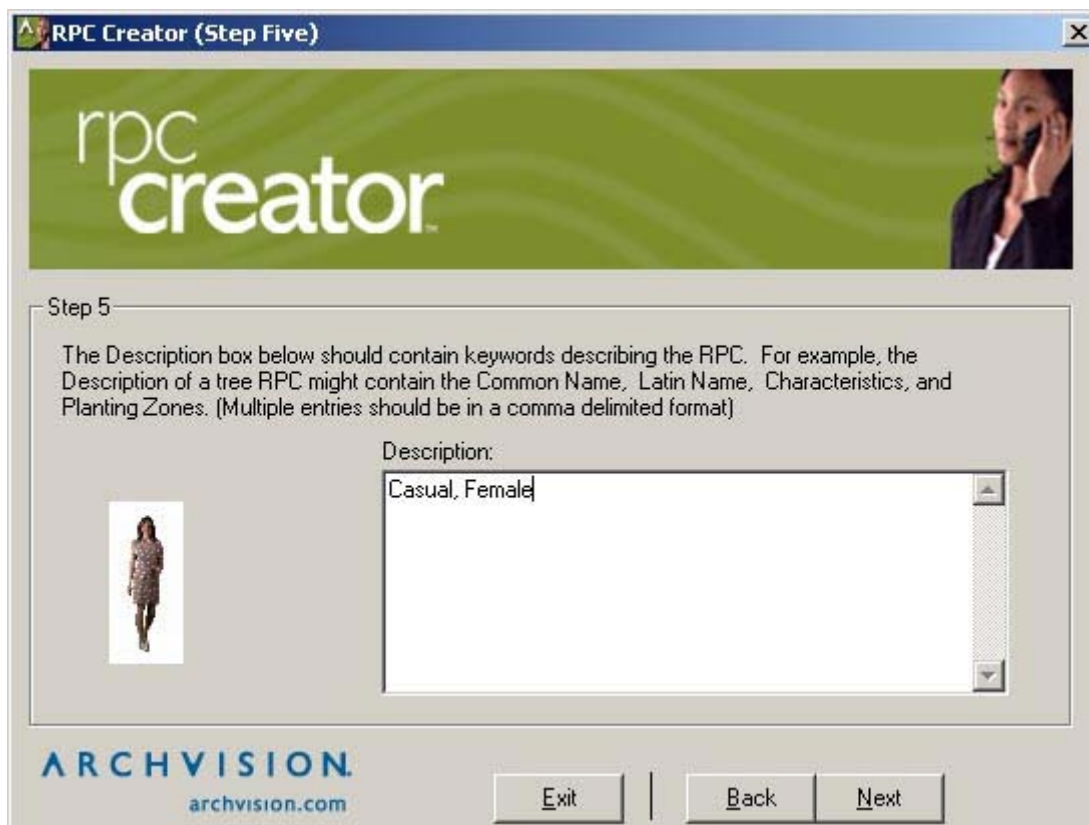 RPC Creator (Step Five)
rpc
creator™
Step 5
The Description box below should contain keywords describing the RPC.  For example, the
Description of a tree RPC might contain the Common Name,  Latin Name,  Characteristics, and
Planting Zones. (Multiple entries should be in a comma delimited format)
Description:
Casual, Female
ARCHVISION.
archvision.com
Exit
Back
Next